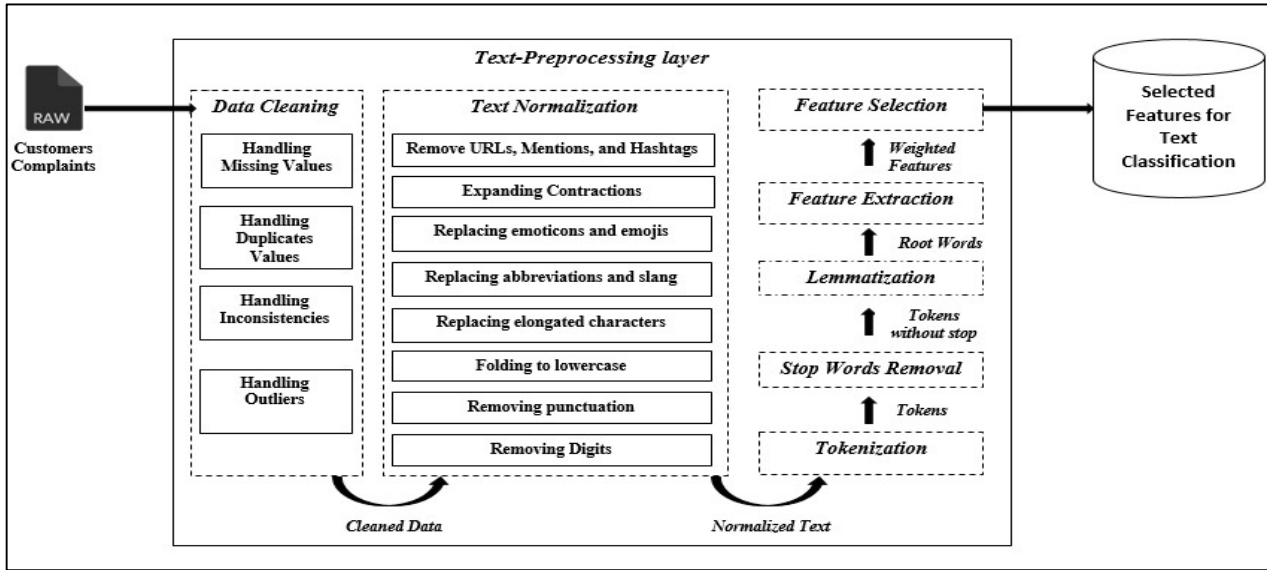 Text-Preprocessing layer
RAW
Customers
Complaints
Data Cleaning
Handling
Missing Values
Handling
Duplicates
Values
Handling
Inconsistencies
Handling
Outliers
Cleaned Data
Text Normalization
Remove URLs, Mentions, and Hashtags
Expanding Contractions
Replacing emoticons and emojis
Replacing abbreviations and slang
Replacing elongated characters
Folding to lowercase
Removing punctuation
Removing Digits
Normalized Text
Feature Selection
Weighted
Features
Feature Extraction
Root Words
Lemmatization
Tokens
without stop
Stop Words Removal
Tokens
Tokenization
Selected
Features for
Text
Classification